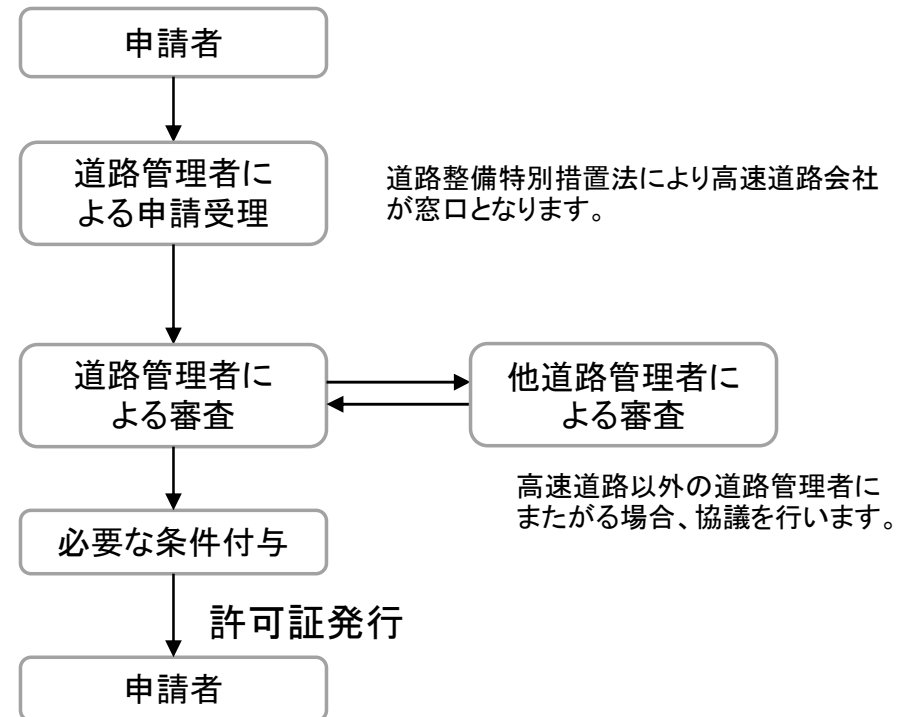 申請者
道路管理者に
よる申請受理
道路整備特別措置法により高速道路会社
が窓口となります。
道路管理者に
よる審査
他道路管理者に
よる審査
高速道路以外の道路管理者に
またがる場合、協議を行います。
必要な条件付与
許可証発行
申請者